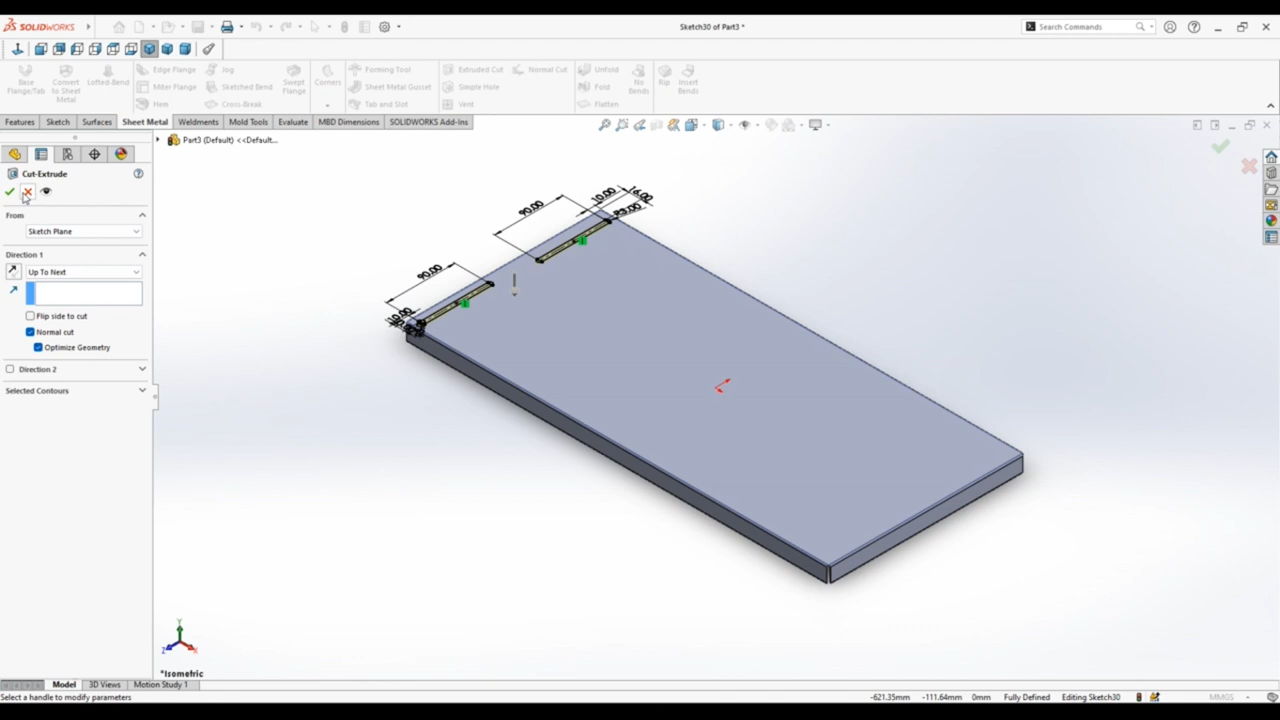 SOLIDWORKS
Sketch30 of Part3 *
Search Commands
Base Flange/Tab
Convert to Sheet Metal
Lofted-Bend
Edge Flange
Miter Flange
Hem
Jog
Sketched Bend
Cross-Break
Swept Flange
Corners
Forming Tool
Sheet Metal Gusset
Tab and Slot
Extruded Cut
Simple Hole
Vent
Normal Cut
Unfold
Fold
Flatten
No Bends
Rip
Insert Bends
Features
Sketch
Surfaces
Sheet Metal
Weldments
Mold Tools
Evaluate
MBD Dimensions
SOLIDWORKS Add-Ins
Part3 (Default) <<Default...
Cut-Extrude
From
Sketch Plane
Direction 1
Up To Next
Flip side to cut
Normal cut
Optimize Geometry
Direction 2
Selected Contours
90.00
10.00
R3.00
90.00
Y
Z
X
*Isometric
Model
3D Views
Motion Study 1
Select a handle to modify parameters
-621.35mm
-111.64mm
0mm
Fully Defined
Editing Sketch30
MMGS